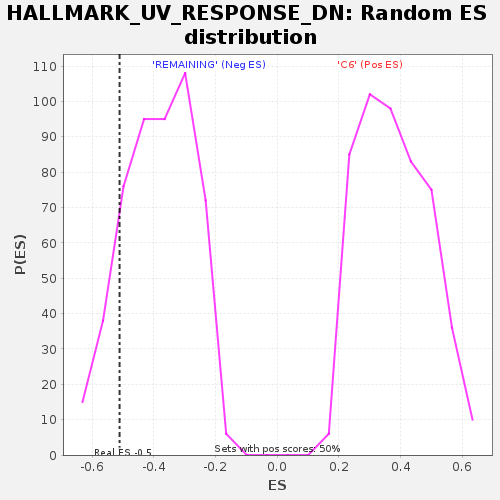 HALLMARK_UV_RESPONSE_DN: Random ES
distribution
'REMAINING' (Neg ES)
'C6' (Pos ES)
110
100
90
80
70
60
50
40
30
20
10
0
P(ES)
Real ES -0.5
Sets with pos scores: 50%
-0.6 -0.4 -0.2 0.0 0.2 0.4 0.6
ES